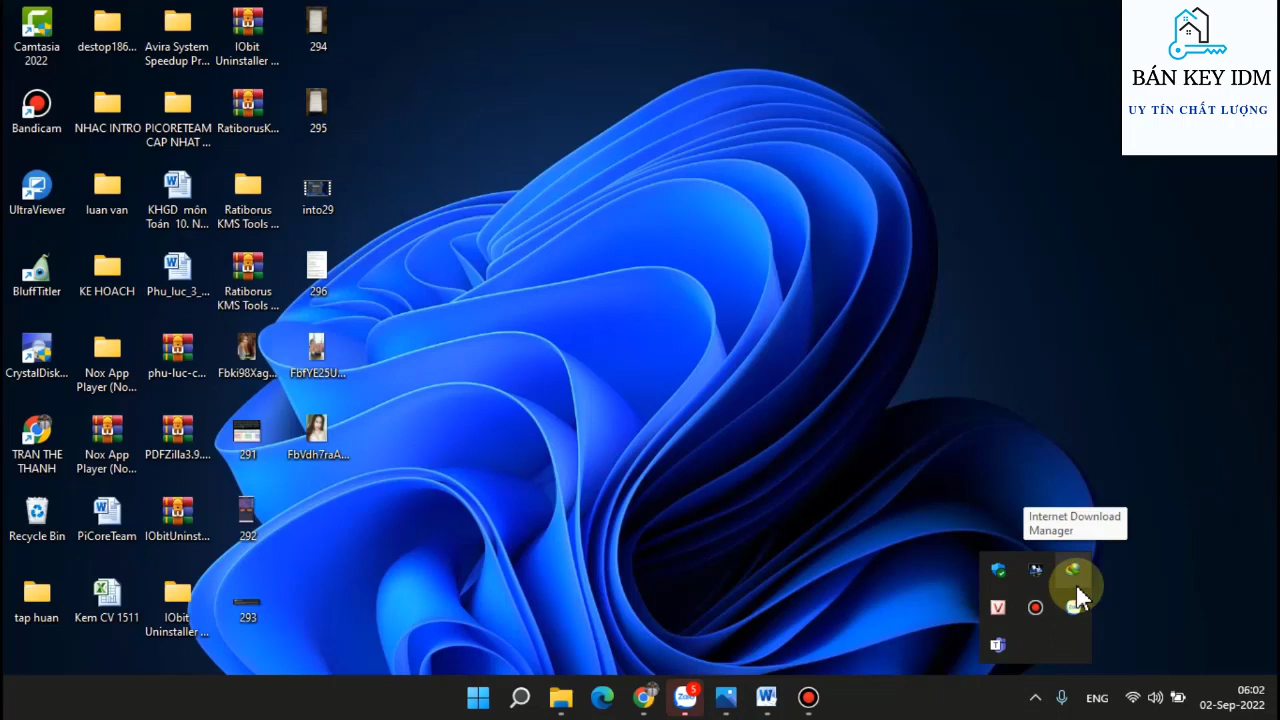 Camtasia
2022
destop186...
Avira System
Speedup Pr...
IObit
Uninstaller ...
294
Bandicam
NHAC INTRO
PICORETEAM
CAP NHAT ...
RatiborusK...
295
UltraViewer
luan van
KHGD môn
Toán 10. N...
Ratiborus
KMS Tools ...
into29
BluffTitler
KE HOACH
Phu_luc_3_...
Ratiborus
KMS Tools ...
296
CrystalDisk...
Nox App
Player (No...
phu-luc-c...
Fbki98Xag...
FBfYE25U...
TRAN THE
THANH
Nox App
Player (No...
PDFZilla3.9....
291
FbVdh7raA...
Recycle Bin
PiCoreTeam
IObitUninst...
292
tap huan
Kem CV 1511
IObit
Uninstaller ...
293
BÁN KEY IDM
UY TÍN CHẤT LƯỢNG
Internet Download
Manager
V
Zalo
5
W
ENG
06:02
02-Sep-2022